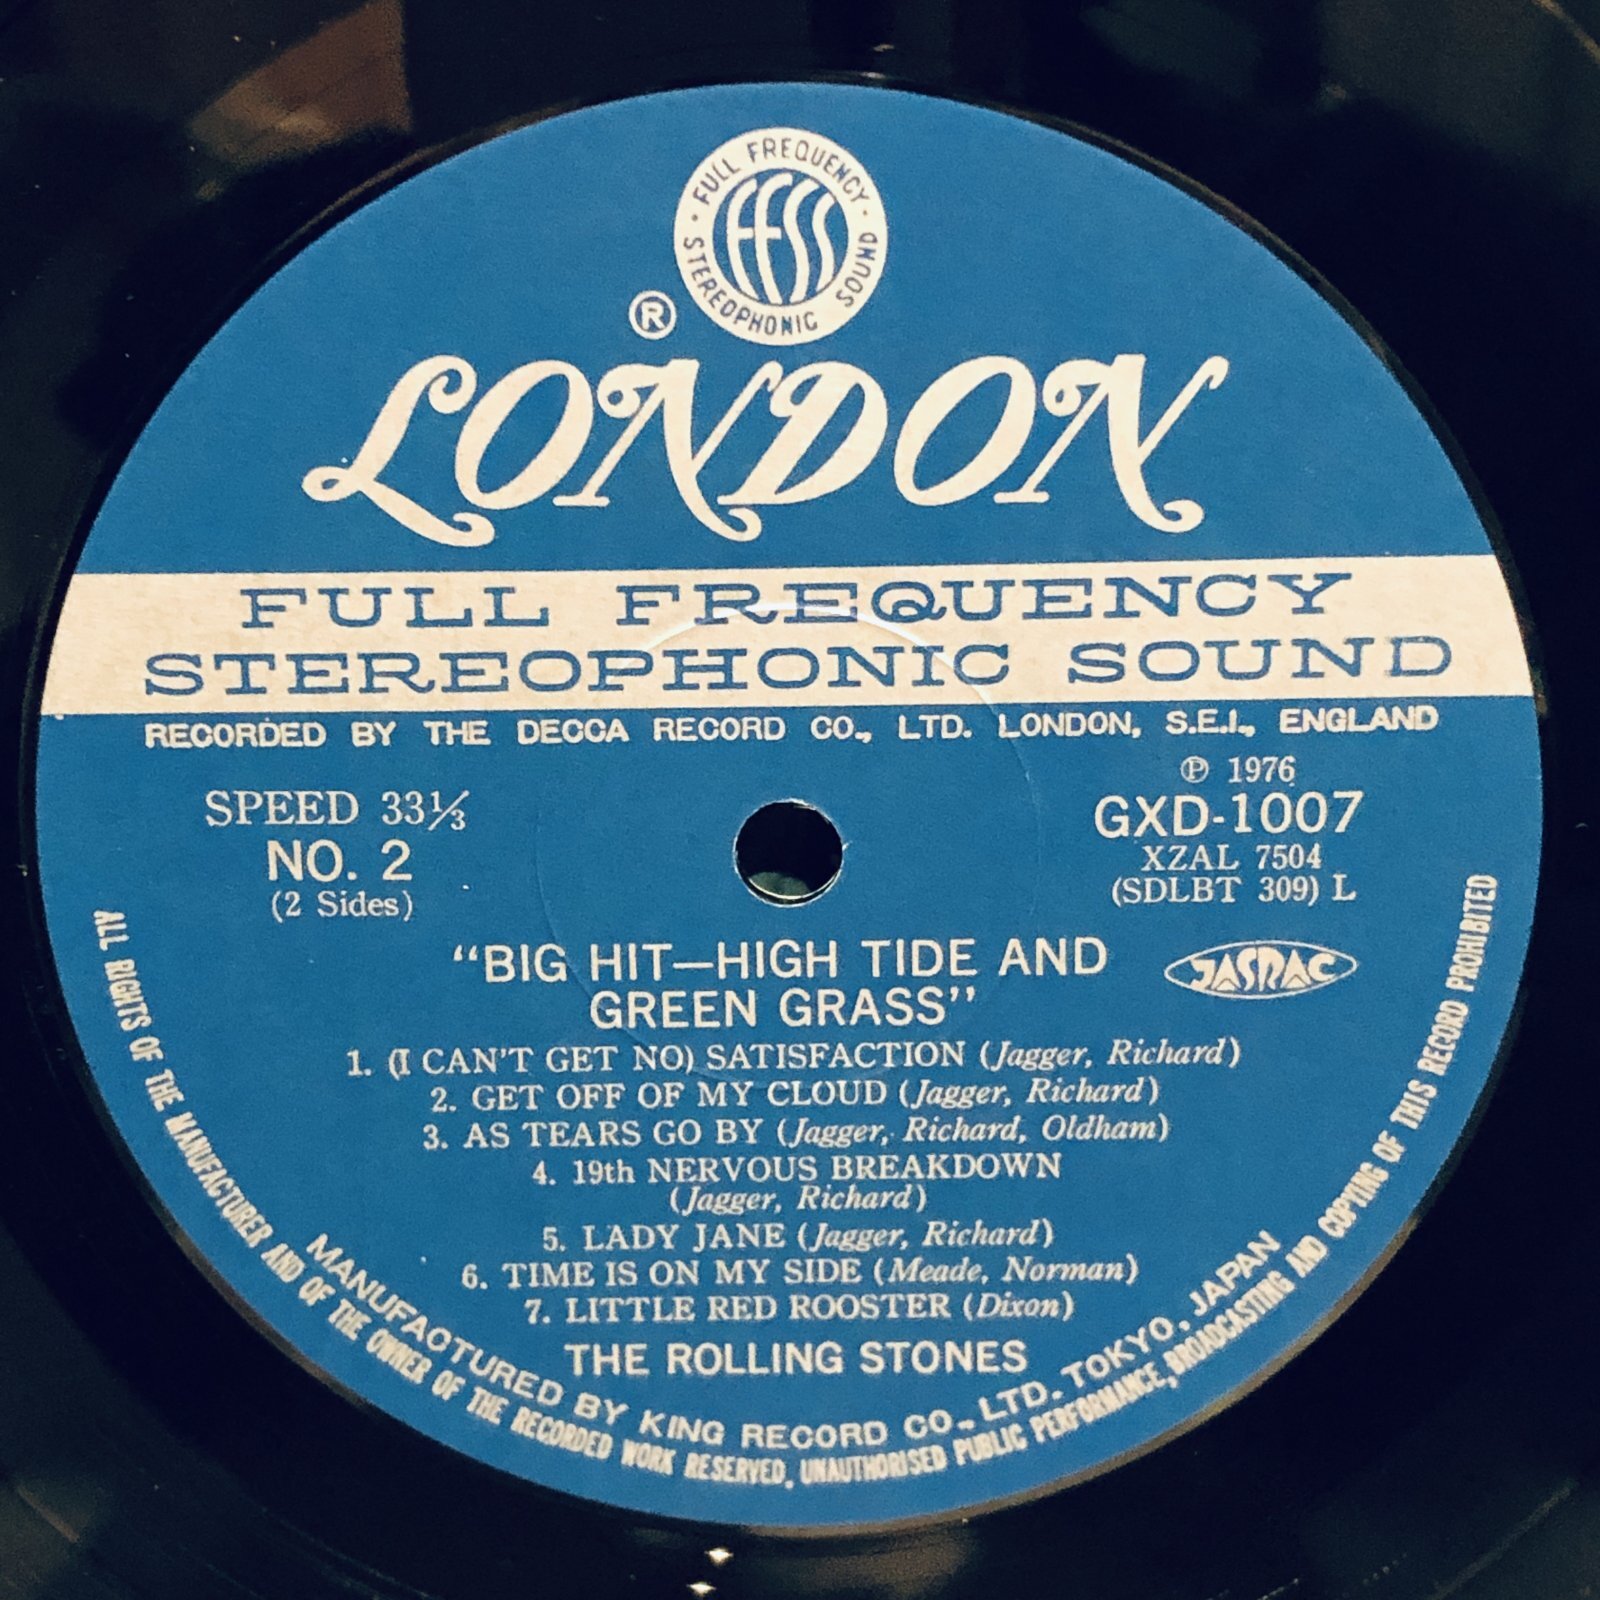 FULL FREQUENCY
STEREOPHONIC SOUND
FFSS
®
LONDON
FULL FREQUENCY
STEREOPHONIC SOUND
RECORDED BY THE DECCA RECORD CO., LTD. LONDON, S.E.I., ENGLAND
SPEED 33⅓
NO. 2
(2 Sides)
℗ 1976
GXD-1007
XZAL 7504
(SDLBT 309) L
"BIG HIT—HIGH TIDE AND
GREEN GRASS"
JASRAC
1. (I CAN'T GET NO) SATISFACTION (Jagger, Richard)
2. GET OFF OF MY CLOUD (Jagger, Richard)
3. AS TEARS GO BY (Jagger, Richard, Oldham)
4. 19th NERVOUS BREAKDOWN
(Jagger, Richard)
5. LADY JANE (Jagger, Richard)
6. TIME IS ON MY SIDE (Meade, Norman)
7. LITTLE RED ROOSTER (Dixon)
THE ROLLING STONES
MANUFACTURED BY KING RECORD CO., LTD. TOKYO. JAPAN
ALL RIGHTS OF THE MANUFACTURER AND OF THE OWNER OF THE RECORDED WORK RESERVED. UNAUTHORISED PUBLIC PERFORMANCE, BROADCASTING AND COPYING OF THIS RECORD PROHIBITED